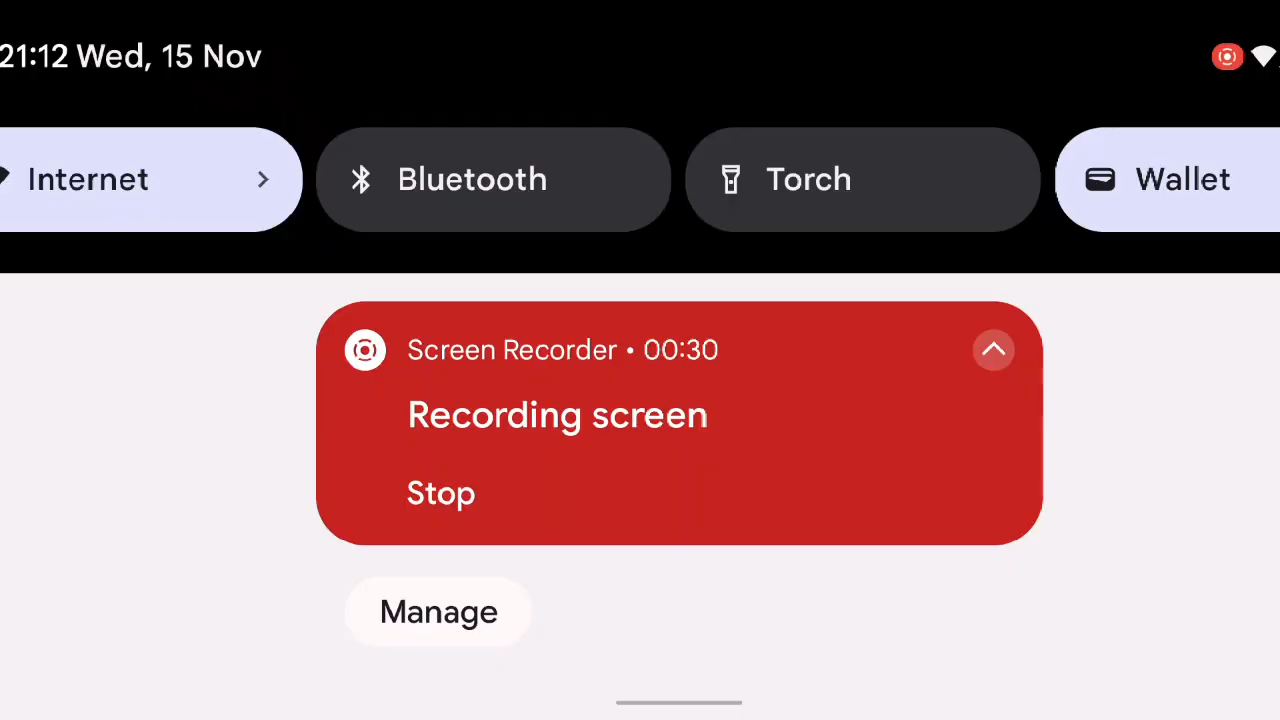 21:12 Wed, 15 Nov
Internet
Bluetooth
Torch
Wallet
Screen Recorder • 00:30
Recording screen
Stop
Manage